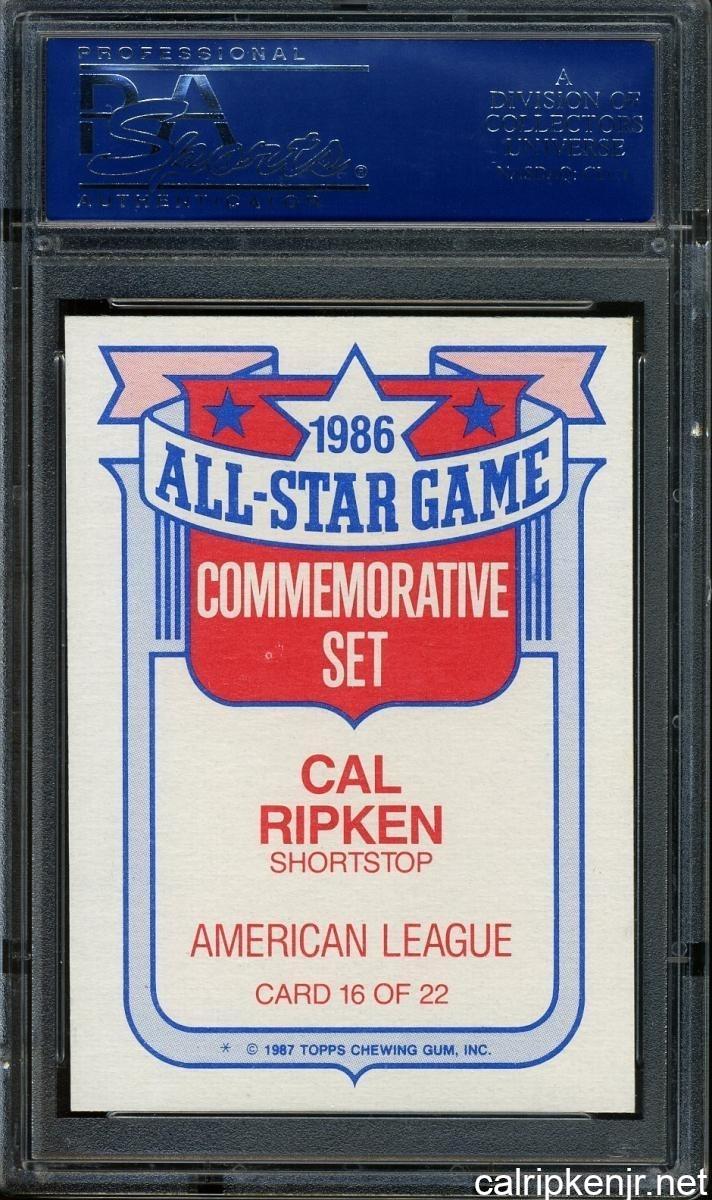 PROFESSIONAL
PSA
Sports®
AUTHENTICATOR
A
DIVISION OF
COLLECTORS
UNIVERSE
1986
ALL-STAR GAME
COMMEMORATIVE
SET
CAL
RIPKEN
SHORTSTOP
AMERICAN LEAGUE
CARD 16 OF 22
* © 1987 TOPPS CHEWING GUM, INC.
calripkenjr.net